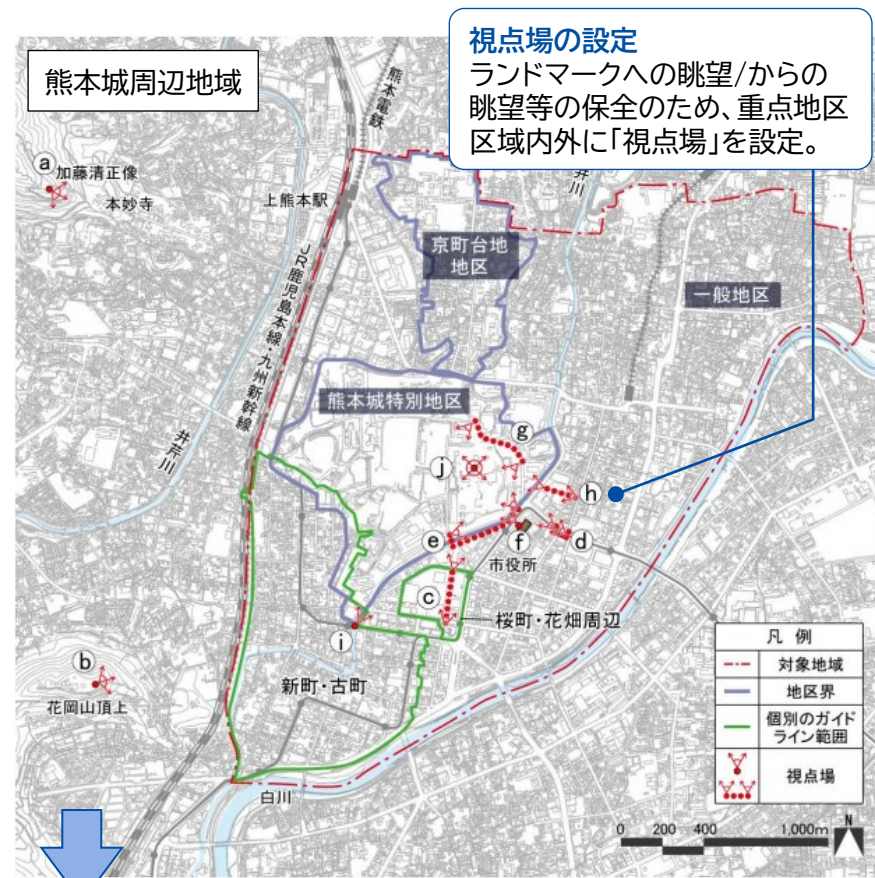 視点場の設定
ランドマークへの眺望/からの
眺望等の保全のため、重点地区
区域内外に「視点場」を設定。
熊本城周辺地域
熊本電鉄
a
加藤清正像
本妙寺
上熊本駅
井川
京町台地
地区
一般地区
JR鹿児島本線・九州新幹線
熊本城特別地区
井芹川
g
j
h
e
f
d
市役所
c
桜町・花畑周辺
i
b
花岡山頂上
新町・古町
白川
凡 例
対象地域
地区界
個別のガイド
ライン範囲
視点場
0 200 400 1,000m
N